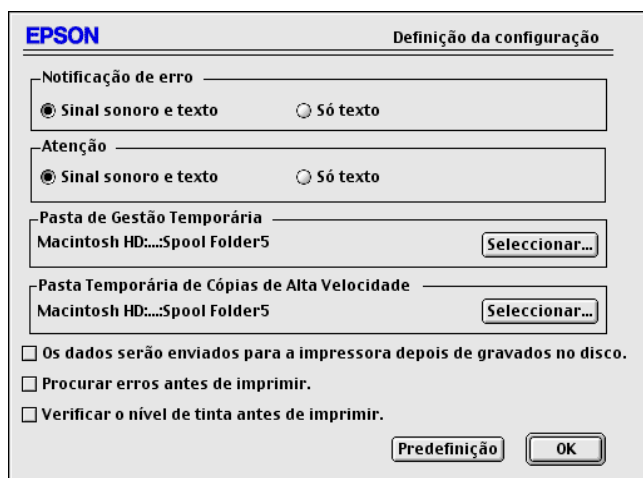 EPSON
Definição da configuração
Notificação de erro
Sinal sonoro e texto
Só texto
Atenção
Sinal sonoro e texto
Só texto
Pasta de Gestão Temporária
Macintosh HD:...:Spool Folder5
Seleccionar...
Pasta Temporária de Cópias de Alta Velocidade
Macintosh HD:...:Spool Folder5
Seleccionar...
Os dados serão enviados para a impressora depois de gravados no disco.
Procurar erros antes de imprimir.
Verificar o nível de tinta antes de imprimir.
Predefinição
OK